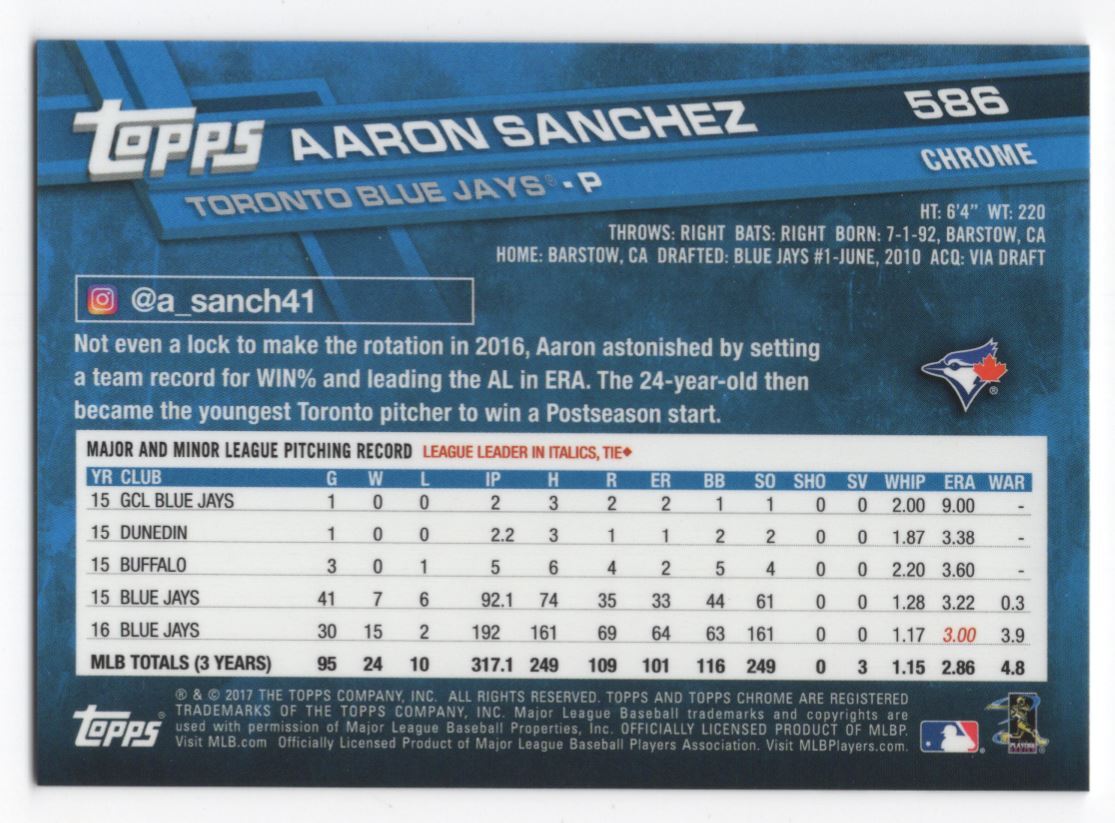 TOPPS AARON SANCHEZ 586
TORONTO BLUE JAYS® - P CHROME
HT: 6'4" WT: 220
THROWS: RIGHT BATS: RIGHT BORN: 7-1-92, BARSTOW, CA
HOME: BARSTOW, CA DRAFTED: BLUE JAYS #1-JUNE, 2010 ACQ: VIA DRAFT
@a_sanch41
Not even a lock to make the rotation in 2016, Aaron astonished by setting
a team record for WIN% and leading the AL in ERA. The 24-year-old then
became the youngest Toronto pitcher to win a Postseason start.
MAJOR AND MINOR LEAGUE PITCHING RECORD LEAGUE LEADER IN ITALICS, TIE♦
YR CLUB G W L IP H R ER BB SO SHO SV WHIP ERA WAR
15 GCL BLUE JAYS 1 0 0 2 3 2 2 1 1 0 0 2.00 9.00 -
15 DUNEDIN 1 0 0 2.2 3 1 1 2 2 0 0 1.87 3.38 -
15 BUFFALO 3 0 1 5 6 4 2 5 4 0 0 2.20 3.60 -
15 BLUE JAYS 41 7 6 92.1 74 35 33 44 61 0 0 1.28 3.22 0.3
16 BLUE JAYS 30 15 2 192 161 69 64 63 161 0 0 1.17 3.00 3.9
MLB TOTALS (3 YEARS) 95 24 10 317.1 249 109 101 116 249 0 3 1.15 2.86 4.8
® & © 2017 THE TOPPS COMPANY, INC. ALL RIGHTS RESERVED. TOPPS AND TOPPS CHROME ARE REGISTERED
TRADEMARKS OF THE TOPPS COMPANY, INC. Major League Baseball trademarks and copyrights are
used with permission of Major League Baseball Properties, Inc. OFFICIALLY LICENSED PRODUCT OF MLBP.
Visit MLB.com Officially Licensed Product of Major League Baseball Players Association. Visit MLBPlayers.com.
TOPPS®